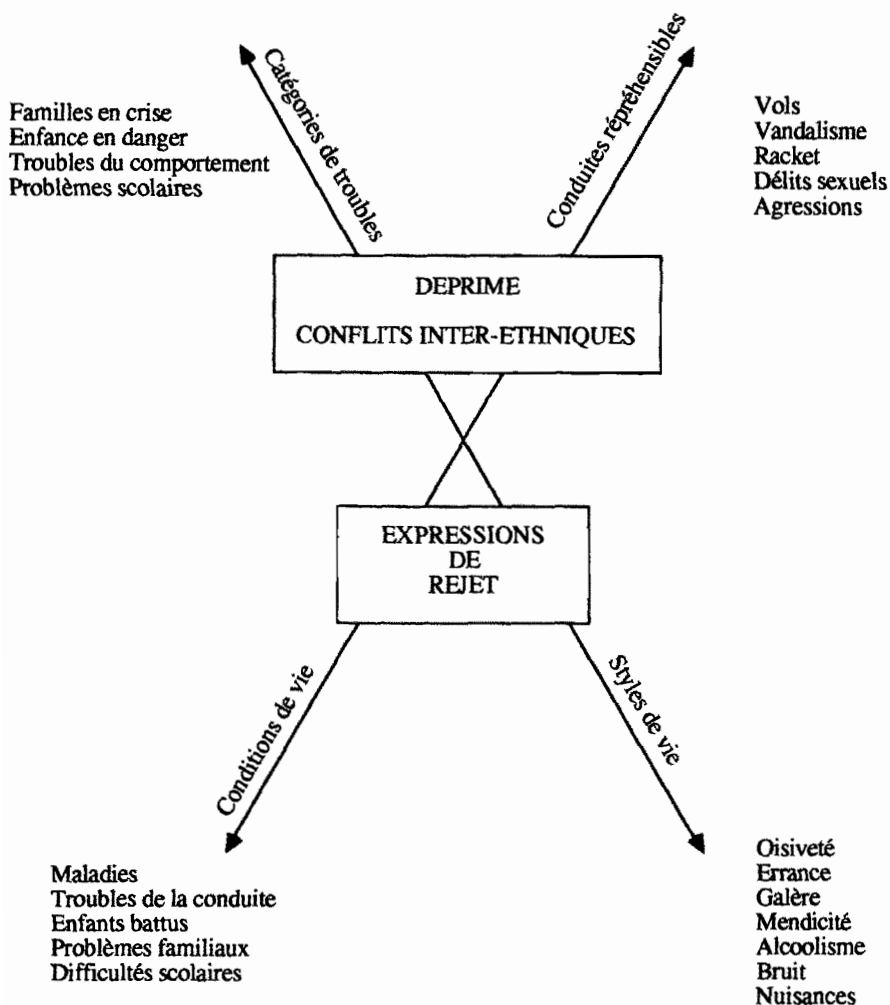 Catégories de troubles
Conduites répréhensibles
Familles en crise
Enfance en danger
Troubles du comportement
Problèmes scolaires
Vols
Vandalisme
Racket
Délits sexuels
Agressions
DEPRIME
CONFLITS INTER-ETHNIQUES
EXPRESSIONS
DE
REJET
Conditions de vie
Styles de vie
Maladies
Troubles de la conduite
Enfants battus
Problèmes familiaux
Difficultés scolaires
Oisiveté
Errance
Galère
Mendicité
Alcoolisme
Bruit
Nuisances